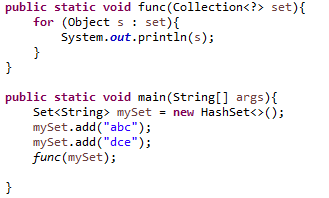 public static void func(Collection<?> set){
    for (Object s : set){
        System.out.println(s);
    }
}

public static void main(String[] args){
    Set<String> mySet = new HashSet<>();
    mySet.add("abc");
    mySet.add("dce");
    func(mySet);

}